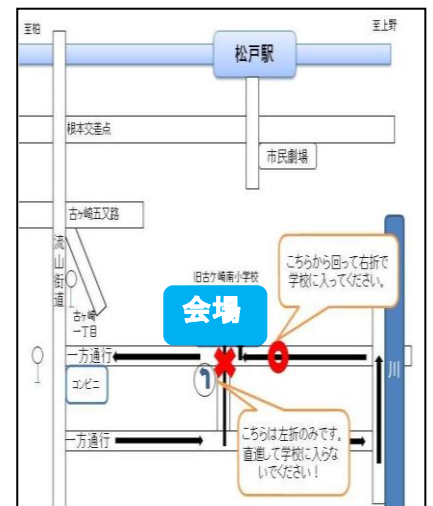 至柏
至上野
松戸駅
根本交差点
市民劇場
古ヶ崎五叉路
流山街道
古ヶ崎
一丁目
旧古ケ崎南小学校
会場
こちらから回って右折で
学校に入ってください。
一方通行
コンビニ
川
こちらは左折のみです。
直進して学校に入らな
いでください！
一方通行